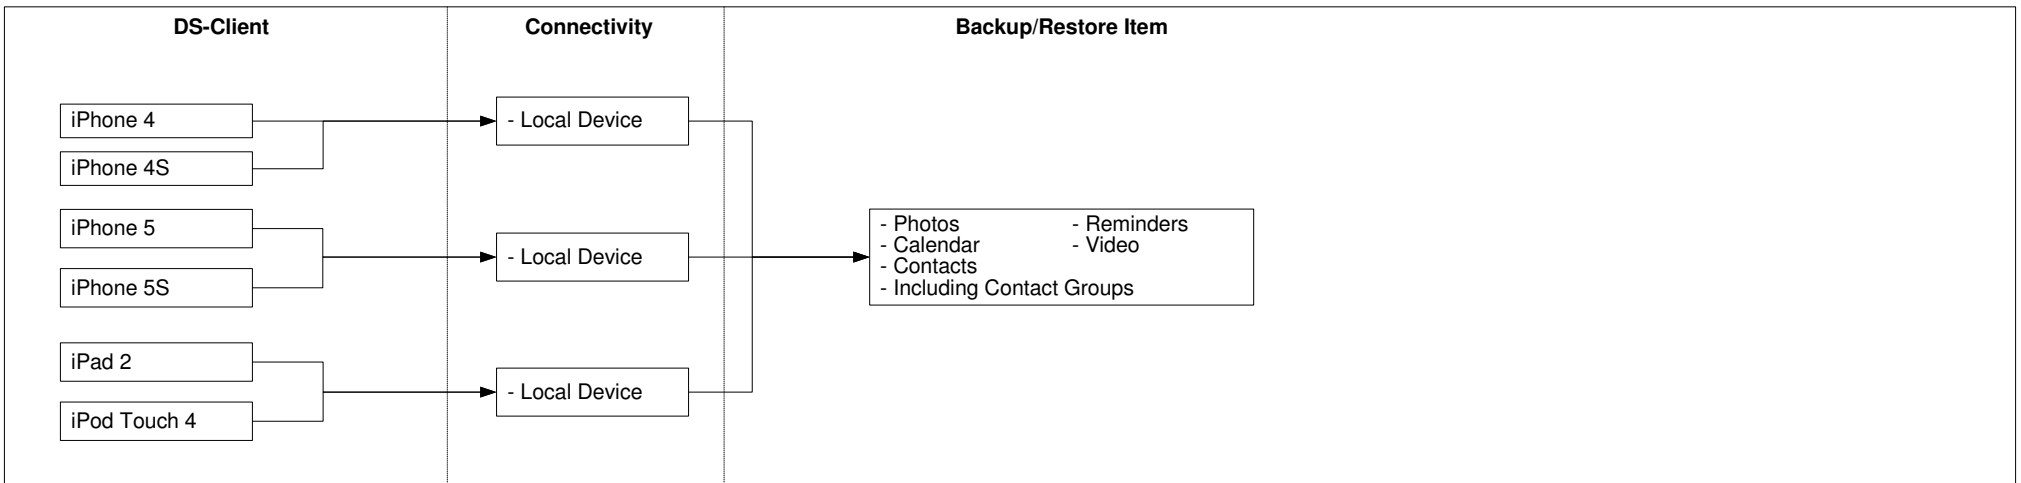 DS-Client
Connectivity
Backup/Restore Item
iPhone 4
iPhone 4S
iPhone 5
iPhone 5S
iPad 2
iPod Touch 4
- Local Device
- Local Device
- Local Device
- Photos
- Calendar
- Contacts
- Including Contact Groups
- Reminders
- Video